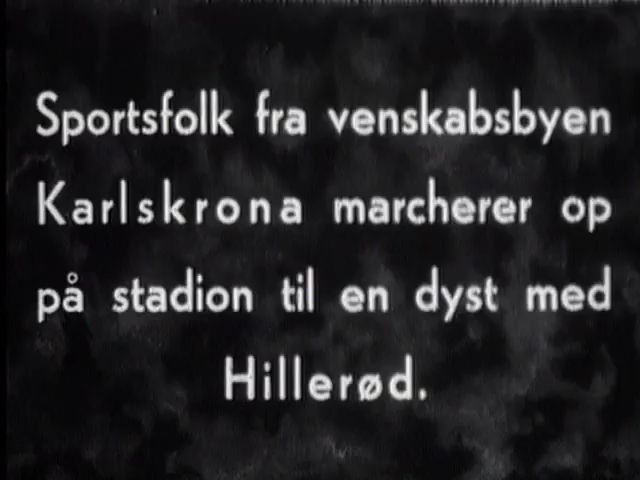 Sportsfolk fra venskabsbyen
Karlskrona marcherer op
på stadion til en dyst med
Hillerød.